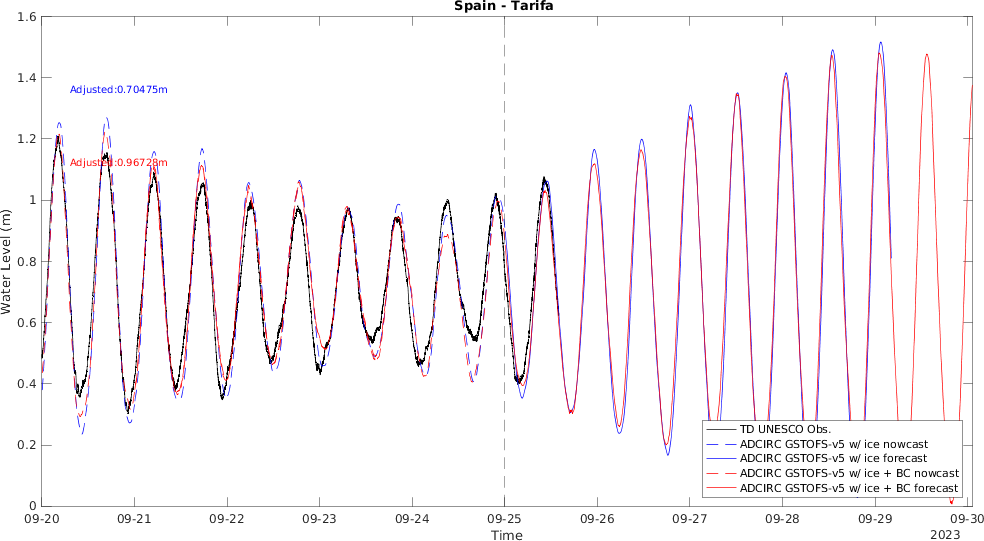 Spain - Tarifa
1.6
1.4
1.2
1
0.8
0.6
0.4
0.2
0
Water Level (m)
Adjusted:0.70475m
Adjusted:0.96728m
TD UNESCO Obs.
ADCIRC GSTOFS-v5 w/ ice nowcast
ADCIRC GSTOFS-v5 w/ ice forecast
ADCIRC GSTOFS-v5 w/ ice + BC nowcast
ADCIRC GSTOFS-v5 w/ ice + BC forecast
09-20 09-21 09-22 09-23 09-24 09-25 09-26 09-27 09-28 09-29 09-30
Time
2023